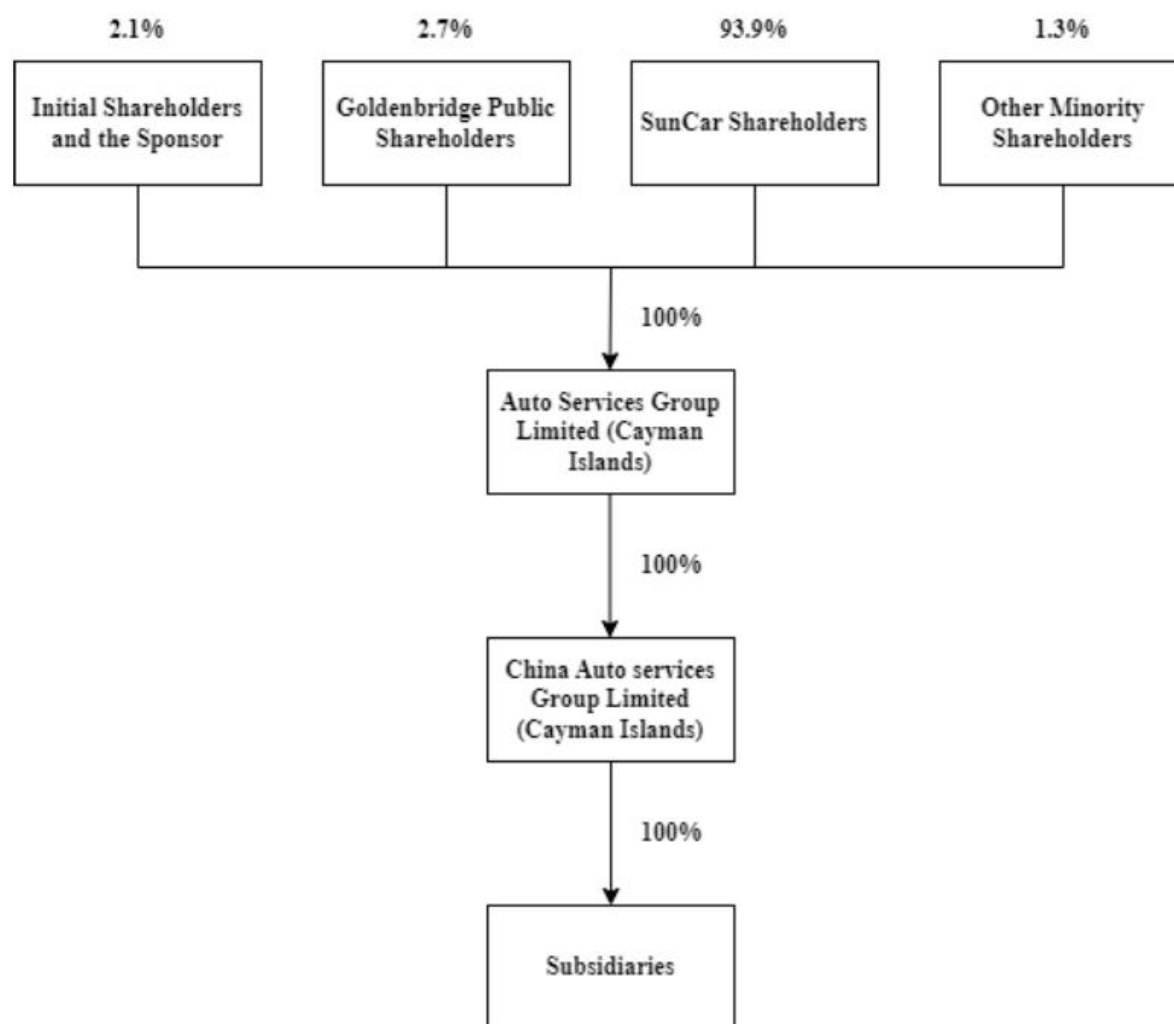 2.1%
2.7%
93.9%
1.3%
Initial Shareholders
and the Sponsor
Goldenbridge Public
Shareholders
SunCar Shareholders
Other Minority
Shareholders
100%
Auto Services Group
Limited (Cayman
Islands)
100%
China Auto services
Group Limited
(Cayman Islands)
100%
Subsidiaries